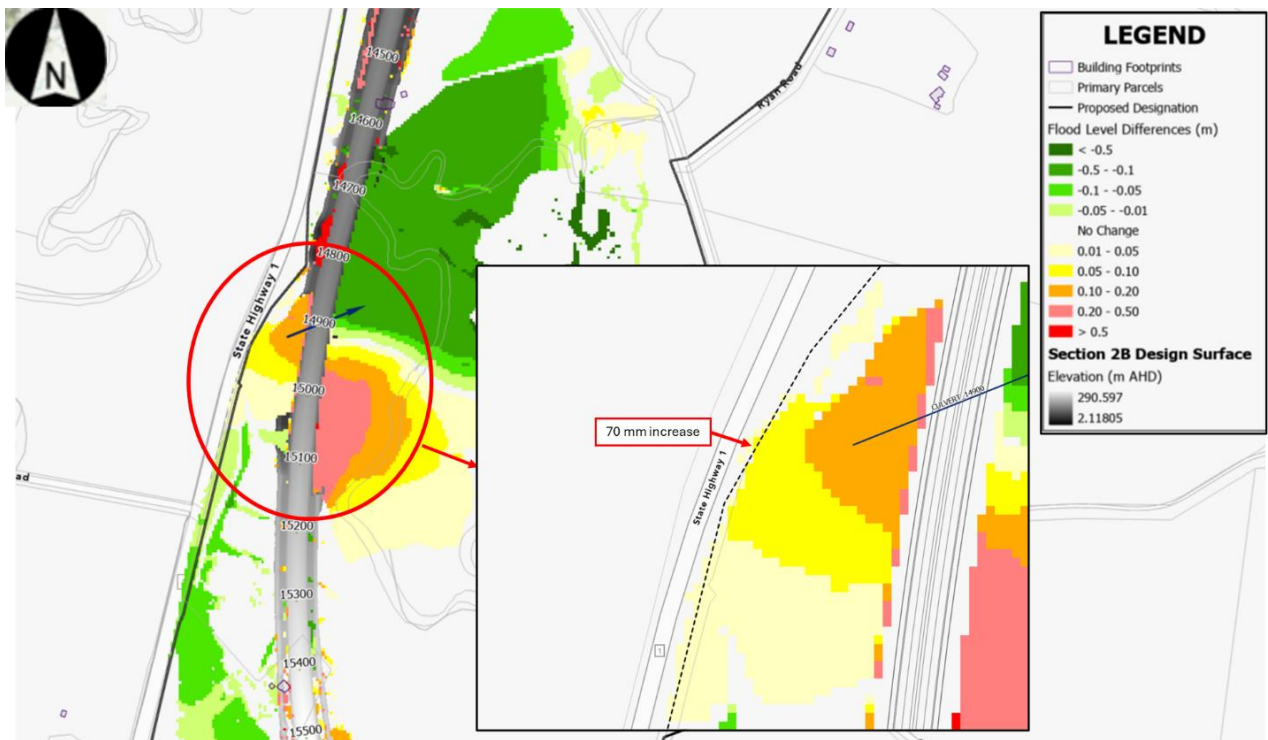 N
14500
14600
14700
14800
14900
15000
15100
15200
15300
15400
15500
State Highway 1
Ryan Road
ad
1
70 mm increase
State Highway 1
CULVERT 14900
1
LEGEND
Building Footprints
Primary Parcels
Proposed Designation
Flood Level Differences (m)
< -0.5
-0.5 - -0.1
-0.1 - -0.05
-0.05 - -0.01
No Change
0.01 - 0.05
0.05 - 0.10
0.10 - 0.20
0.20 - 0.50
> 0.5
Section 2B Design Surface
Elevation (m AHD)
290.597
2.11805